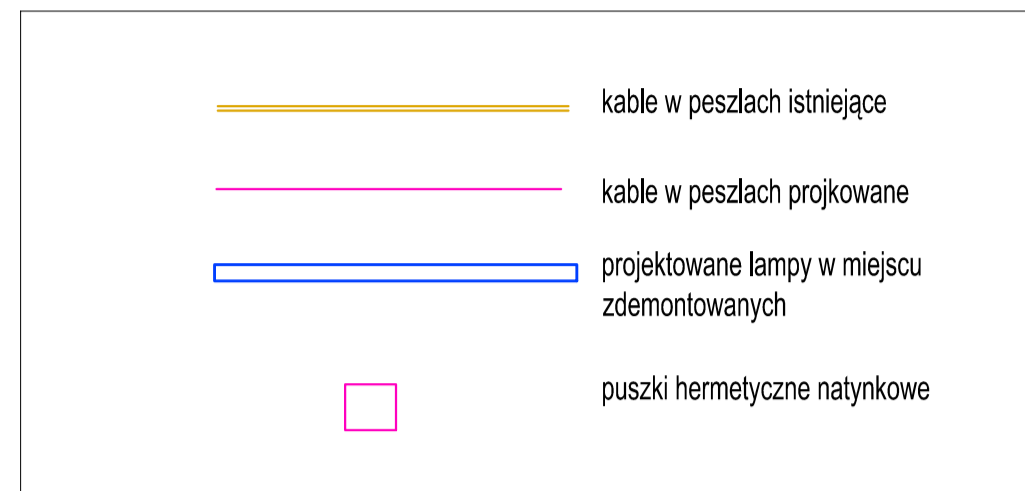 kable w peszlach istniejące
kable w peszlach projkowane
projektowane lampy w miejscu
zdemontowanych
puszki hermetyczne natynkowe